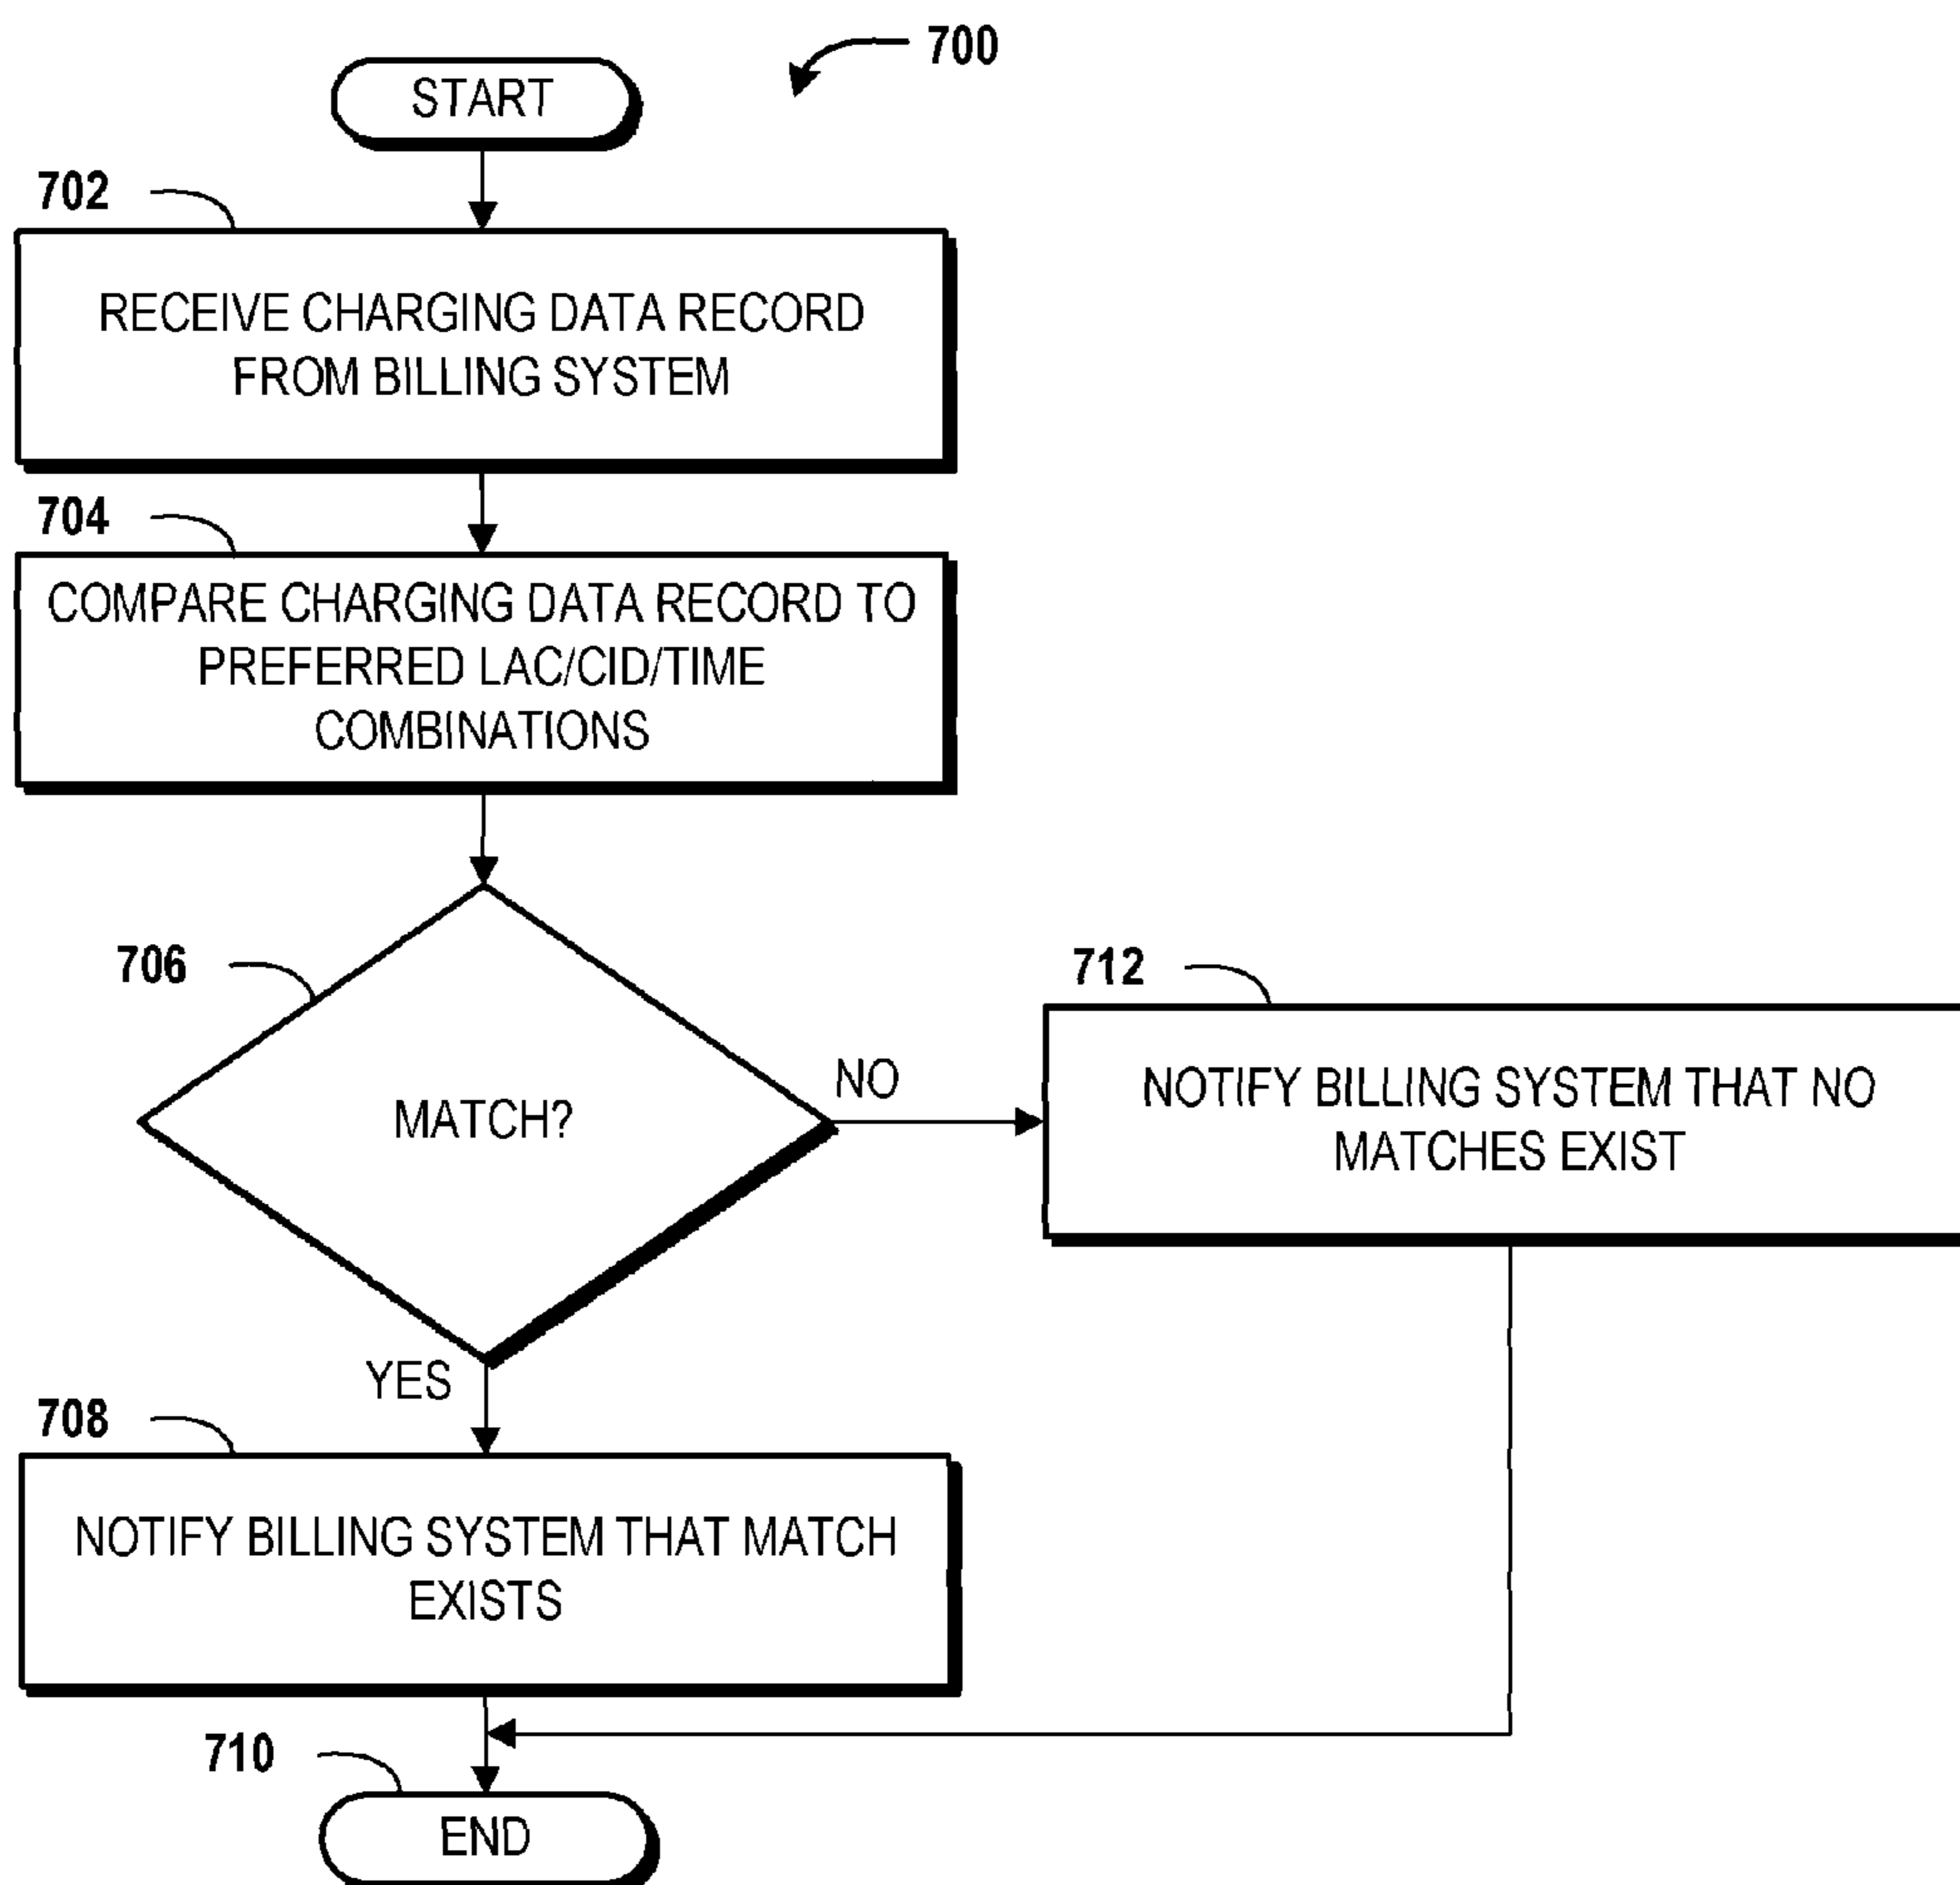 700
START
702
RECEIVE CHARGING DATA RECORD
FROM BILLING SYSTEM
704
COMPARE CHARGING DATA RECORD TO
PREFERRED LAC/CID/TIME
COMBINATIONS
706
MATCH?
NO
712
NOTIFY BILLING SYSTEM THAT NO
MATCHES EXIST
YES
708
NOTIFY BILLING SYSTEM THAT MATCH
EXISTS
710
END